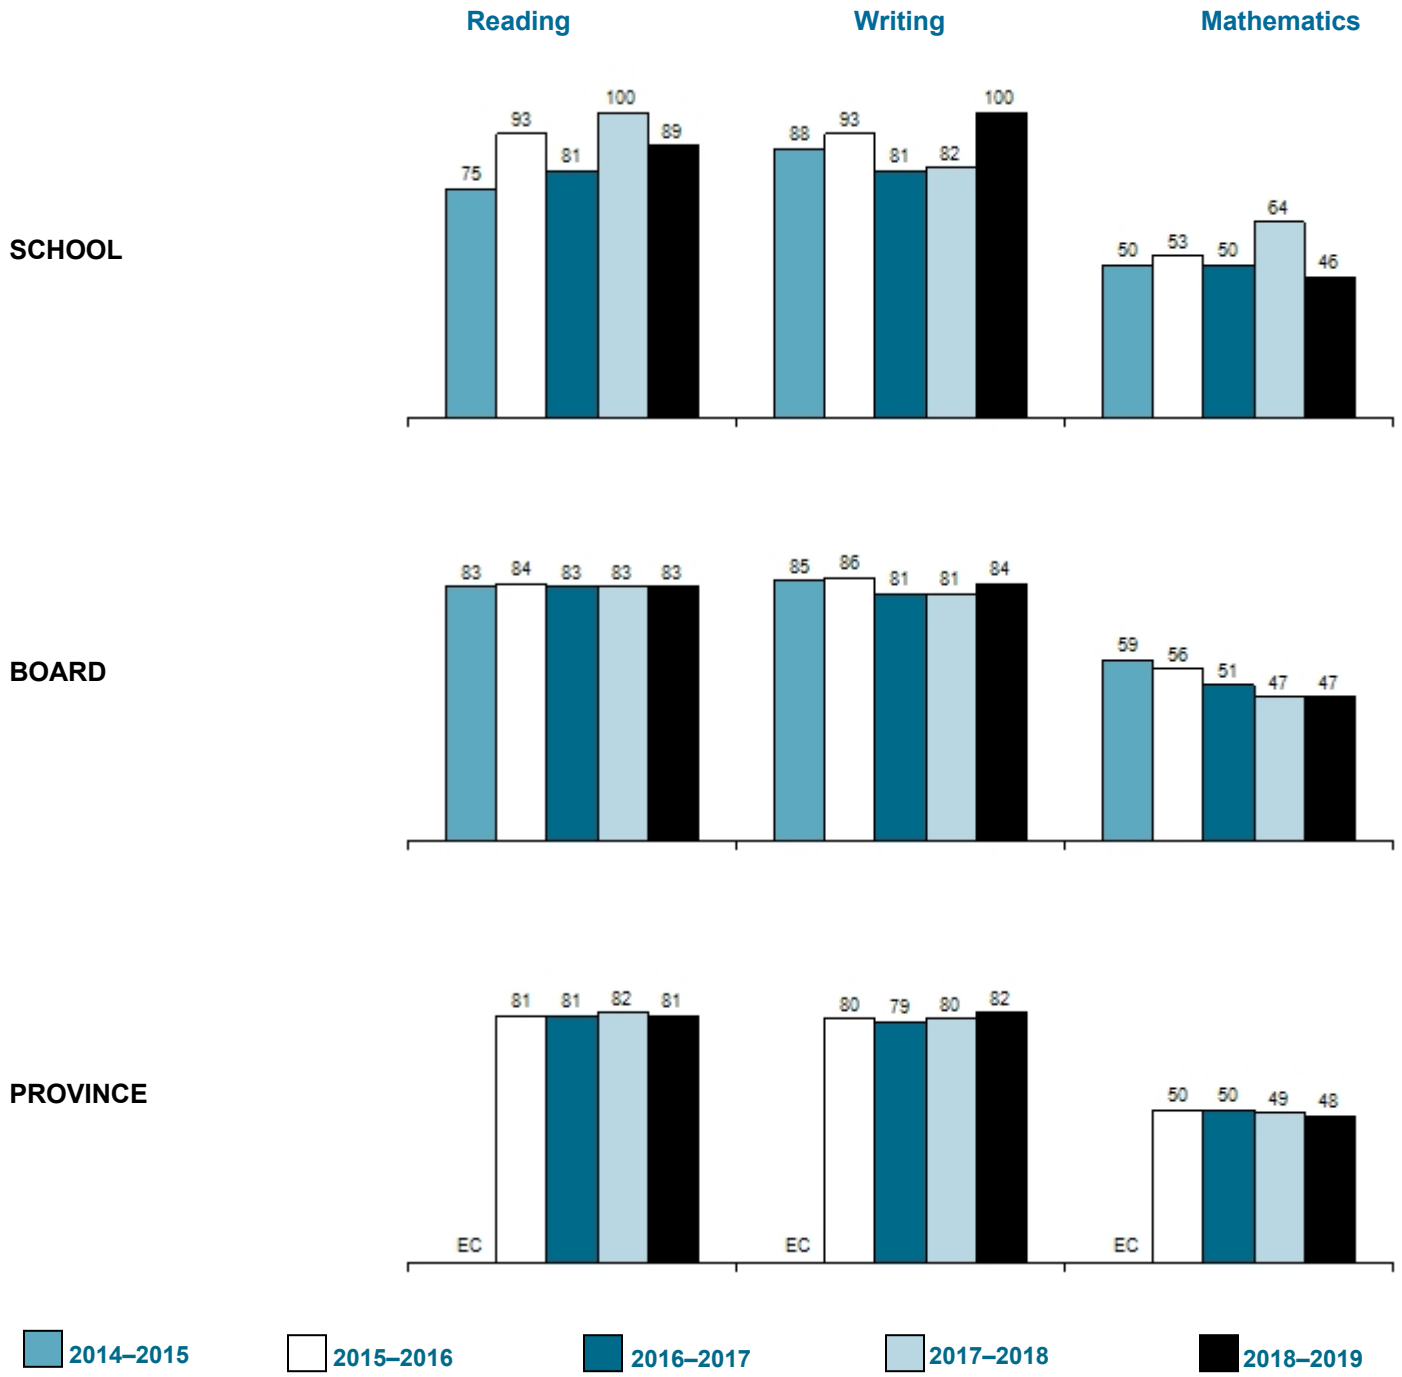 Reading Writing Mathematics
SCHOOL
75 93 81 100 89
88 93 81 82 100
50 53 50 64 46
BOARD
83 84 83 83 83
85 86 81 81 84
59 56 51 47 47
PROVINCE
EC 81 81 82 81
EC 80 79 80 82
EC 50 50 49 48
2014–2015 2015–2016 2016–2017 2017–2018 2018–2019